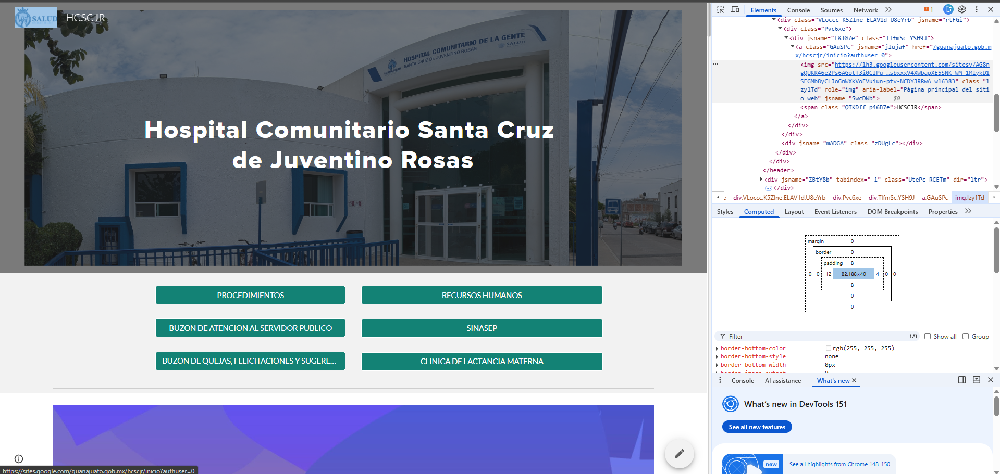 SALUD
HCSCJR
HOSPITAL COMUNITARIO DE LA GENTE
SANTA CRUZ DE JUVENTINO ROSAS
SALUD
Hospital Comunitario Santa Cruz
de Juventino Rosas
PROCEDIMIENTOS
RECURSOS HUMANOS
BUZON DE ATENCION AL SERVIDOR PUBLICO
SINASEP
BUZON DE QUEJAS, FELICITACIONES Y SUGERE...
CLINICA DE LACTANCIA MATERNA
https://sites.google.com/guanajuato.gob.mx/hcscjr/inicio?authuser=0
Elements Console Sources Network 1
<div class="VLoccc K5Zlne ELAV1d U8eYrb" jsname="rtFGi">
<div class="Pvc6xe">
<div jsname="I8J07e" class="TlfmSc YSH9J">
<a class="GAuSPc" jsname="jIujaf" href="/guanajuato.gob.m
x/hcscjr/inicio?authuser=0">
<img src="https://lh3.googleusercontent.com/sitesv/AG8n
gQUKR46e2Ps6AGotT3i0CIPu-…sbxxxV4XWbapXE5SNK_WM-1MlykD1
SEGMb8yCLJoGnWXkVoFVuiun-ptv-NCDYJRRwA=w16383" class="l
zy1Td" role="img" aria-label="Página principal del siti
o web" jsname="SwcDWb"> == $0
<span class="QTKDff p46B7e">HCSCJR</span>
</a>
</div>
</div>
<div jsname="mADGA" class="zDUgLc"></div>
</div>
</div>
</header>
<div jsname="ZBtY8b" tabindex="-1" class="UtePc RCETm" dir="ltr">
</div>
e div.VLoccc.K5Zlne.ELAV1d.U8eYrb div.Pvc6xe div.TlfmSc.YSH9J a.GAuSPc img.lzy1Td
Styles Computed Layout Event Listeners DOM Breakpoints Properties
margin 0
border 0
padding 8
0 0 12 82.188×40 4 0 0
8
0
0
Filter (.*) Show all Group
border-bottom-color rgb(255, 255, 255)
border-bottom-style none
border-bottom-width 0px
Console AI assistance What's new
What's new in DevTools 151
See all new features
new See all highlights from Chrome 148-150